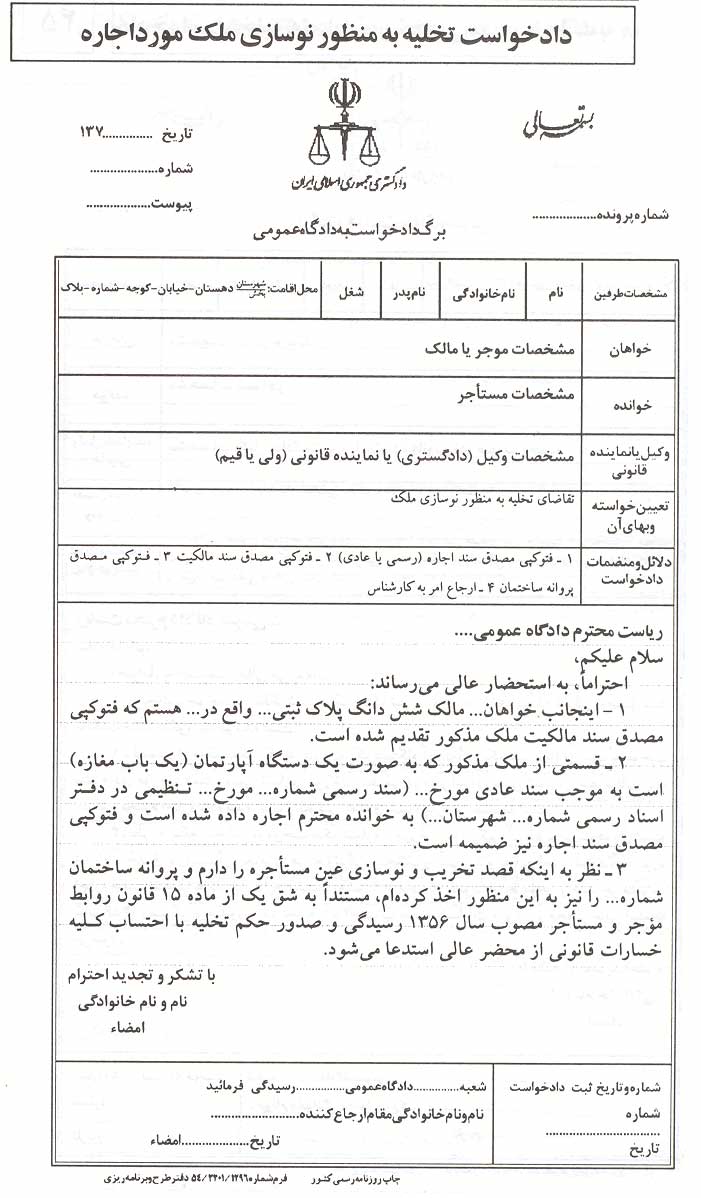 دادخواست تخلیه به منظور نوسازی ملک مورد اجاره
بسمه تعالی
تاریخ ..............۱۳۷
شماره...................
پیوست..................
دادگستری جمهوری اسلامی ایران
شماره پرونده..................
برگ دادخواست به دادگاه عمومی
مشخصات طرفین
نام
نام خانوادگی
نام پدر
شغل
محل اقامت: شهرستان بخش دهستان-خیابان-کوچه-شماره-پلاک
خواهان
مشخصات موجر یا مالک
خوانده
مشخصات مستأجر
وکیل یا نماینده قانونی
مشخصات وکیل (دادگستری) یا نماینده قانونی (ولی یا قیم)
تعیین خواسته وبهای آن
تقاضای تخلیه به منظور نوسازی ملک
دلائل و منضمات دادخواست
۱ ـ فتوکپی مصدق سند اجاره (رسمی یا عادی) ۲ ـ فتوکپی مصدق سند مالکیت ۳ ـ فتوکپی مصدق
پروانه ساختمان ۴ ـ ارجاع امر به کارشناس
ریاست محترم دادگاه عمومی....
سلام علیکم،
احتراماً، به استحضار عالی می‌رساند:
۱ - اینجانب خواهان... مالک شش دانگ پلاک ثبتی... واقع در... هستم که فتوکپی
مصدق سند مالکیت ملک مذکور تقدیم شده است.
۲ ـ قسمتی از ملک مذکور که به صورت یک دستگاه آپارتمان (یک باب مغازه)
است به موجب سند عادی مورخ... (سند رسمی شماره... مورخ... تنظیمی در دفتر
اسناد رسمی شماره... شهرستان...) به خوانده محترم اجاره داده شده است و فتوکپی
مصدق سند اجاره نیز ضمیمه است.
۳ ـ نظر به اینکه قصد تخریب و نوسازی عین مستأجره را دارم و پروانه ساختمان
شماره... را نیز به این منظور اخذ کرده‌ام، مستنداً به شق یک از ماده ۱۵ قانون روابط
مؤجر و مستأجر مصوب سال ۱۳۵۶ رسیدگی و صدور حکم تخلیه با احتساب کلیه
خسارات قانونی از محضر عالی استدعا می‌شود.
با تشکر و تجدید احترام
نام و نام خانوادگی
امضاء
شماره و تاریخ ثبت دادخواست
شماره
................................
تاریخ
شعبه..............دادگاه عمومی..............رسیدگی فرمائید
نام و نام خانوادگی مقام ارجاع کننده.........................
تاریخ...................امضاء
چاپ روزنامه رسمی کشور فرم شماره ۵۴/۳۲۰۱/۱۲۹۶ دفتر طرح و برنامه ریزی